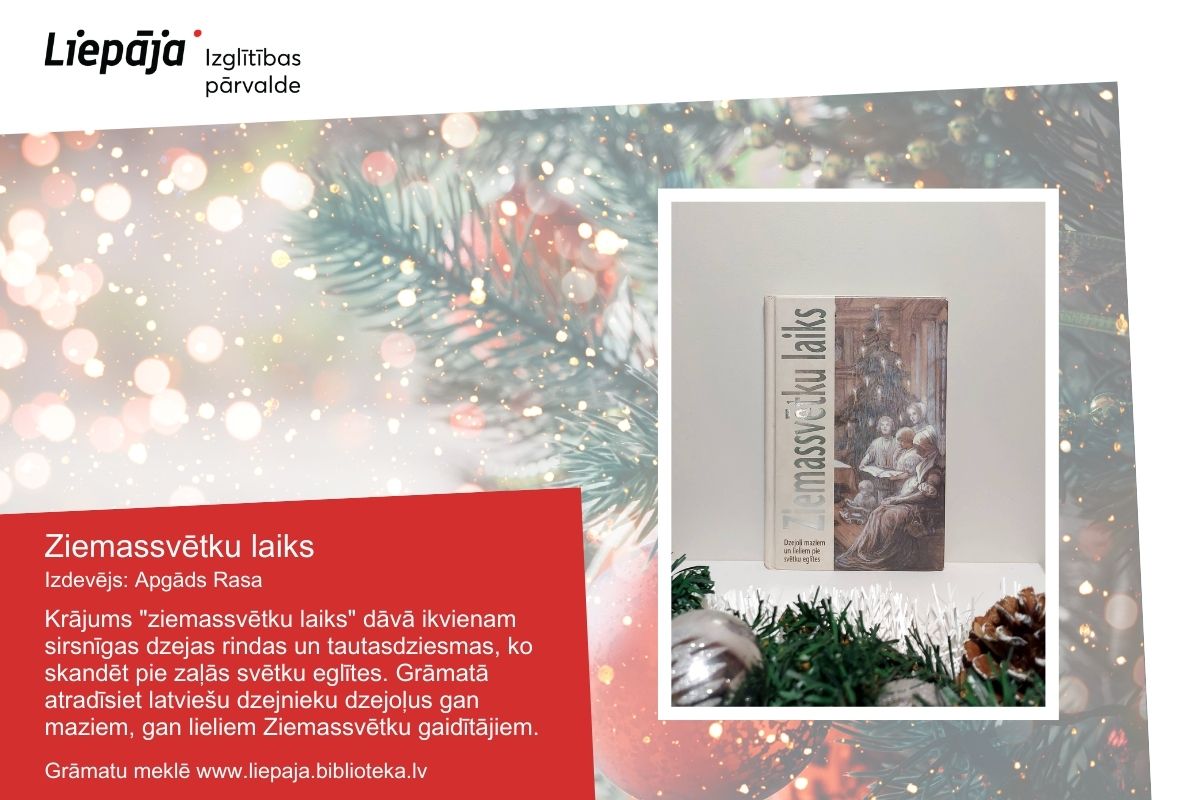 Liepāja
Izglītības
pārvalde
Ziemassvētku laiks
Dzejoļi maziem
un lieliem pie
svētku eglītes
Ziemassvētku laiks
Izdevējs: Apgāds Rasa
Krājums "ziemassvētku laiks" dāvā ikvienam
sirsnīgas dzejas rindas un tautasdziesmas, ko
skandēt pie zaļās svētku eglītes. Grāmatā
atradīsiet latviešu dzejnieku dzejoļus gan
maziem, gan lieliem Ziemassvētku gaidītājiem.
Grāmatu meklē www.liepaja.biblioteka.lv